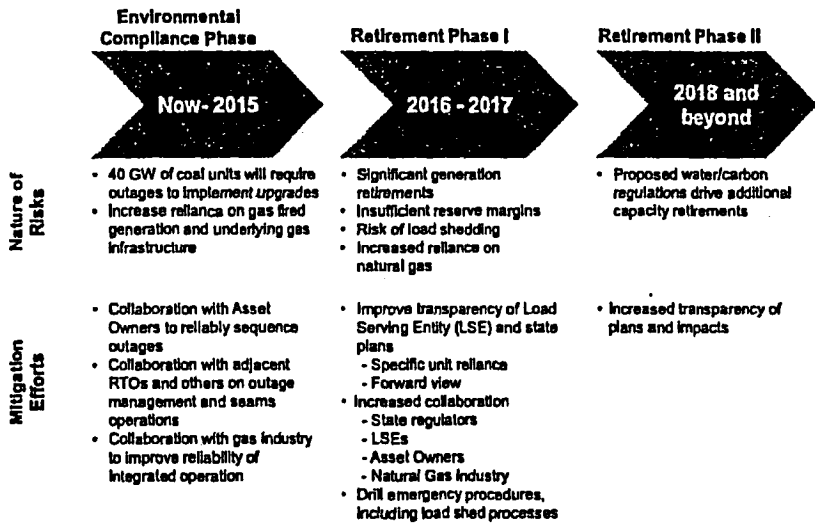 Environmental
Compliance Phase
Retirement Phase I
Retirement Phase II
Now- 2015
2016 - 2017
2018 and
beyond
Nature of
Risks
• 40 GW of coal units will require
outages to implement upgrades
• Increase reliance on gas fired
generation and underlying gas
infrastructure
• Significant generation
retirements
• Insufficient reserve margins
• Risk of load shedding
• Increased reliance on
natural gas
• Proposed water/carbon
regulations drive additional
capacity retirements
Mitigation
Efforts
• Collaboration with Asset
Owners to reliably sequence
outages
• Collaboration with adjacent
RTOs and others on outage
management and seams
operations
• Collaboration with gas industry
to improve reliability of
integrated operation
• Improve transparency of Load
Serving Entity (LSE) and state
plans
- Specific unit reliance
- Forward view
• Increased collaboration
- State regulators
- LSEs
- Asset Owners
- Natural Gas Industry
• Drill emergency procedures,
including load shed processes
• Increased transparency of
plans and impacts